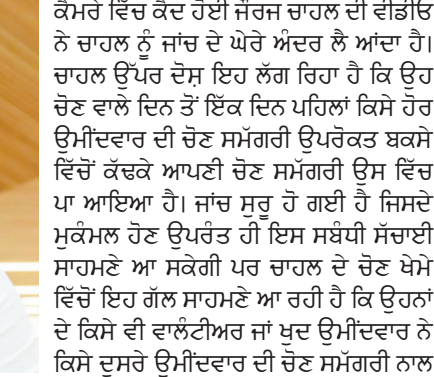 ਕੈਮਰੇ ਵਿੱਚ ਕੈਦ ਹੋਈ ਜੌਰਜ ਚਾਹਲ ਦੀ ਵੀਡੀਓ
ਨੇ ਚਾਹਲ ਨੂੰ ਜਾਂਚ ਦੇ ਘੇਰੇ ਅੰਦਰ ਲੈ ਆਂਦਾ ਹੈ।
ਚਾਹਲ ਉੱਪਰ ਦੋਸ਼ ਇਹ ਲੱਗ ਰਿਹਾ ਹੈ ਕਿ ਉਹ
ਚੋਣ ਵਾਲੇ ਦਿਨ ਤੋਂ ਇੱਕ ਦਿਨ ਪਹਿਲਾਂ ਕਿਸੇ ਹੋਰ
ਉਮੀਂਦਵਾਰ ਦੀ ਚੋਣ ਸਮੱਗਰੀ ਉਪਰੋਕਤ ਬਕਸੇ
ਵਿੱਚੋਂ ਕੱਢਕੇ ਆਪਣੀ ਚੋਣ ਸਮੱਗਰੀ ਉਸ ਵਿੱਚ
ਪਾ ਆਇਆ ਹੈ। ਜਾਂਚ ਸੁਰੂ ਹੋ ਗਈ ਹੈ ਜਿਸਦੇ
ਮੁਕੰਮਲ ਹੋਣ ਉਪਰੰਤ ਹੀ ਇਸ ਸਬੰਧੀ ਸੱਚਾਈ
ਸਾਹਮਣੇ ਆ ਸਕੇਗੀ ਪਰ ਚਾਹਲ ਦੇ ਚੋਣ ਖੇਮੇ
ਵਿੱਚੋਂ ਇਹ ਗੱਲ ਸਾਹਮਣੇ ਆ ਰਹੀ ਹੈ ਕਿ ਉਹਨਾਂ
ਦੇ ਕਿਸੇ ਵੀ ਵਾਲੰਟੀਅਰ ਜਾਂ ਖੁਦ ਉਮੀਂਦਵਾਰ ਨੇ
ਕਿਸੇ ਦੂਸਰੇ ਉਮੀਂਦਵਾਰ ਦੀ ਚੋਣ ਸਮੱਗਰੀ ਨਾਲ